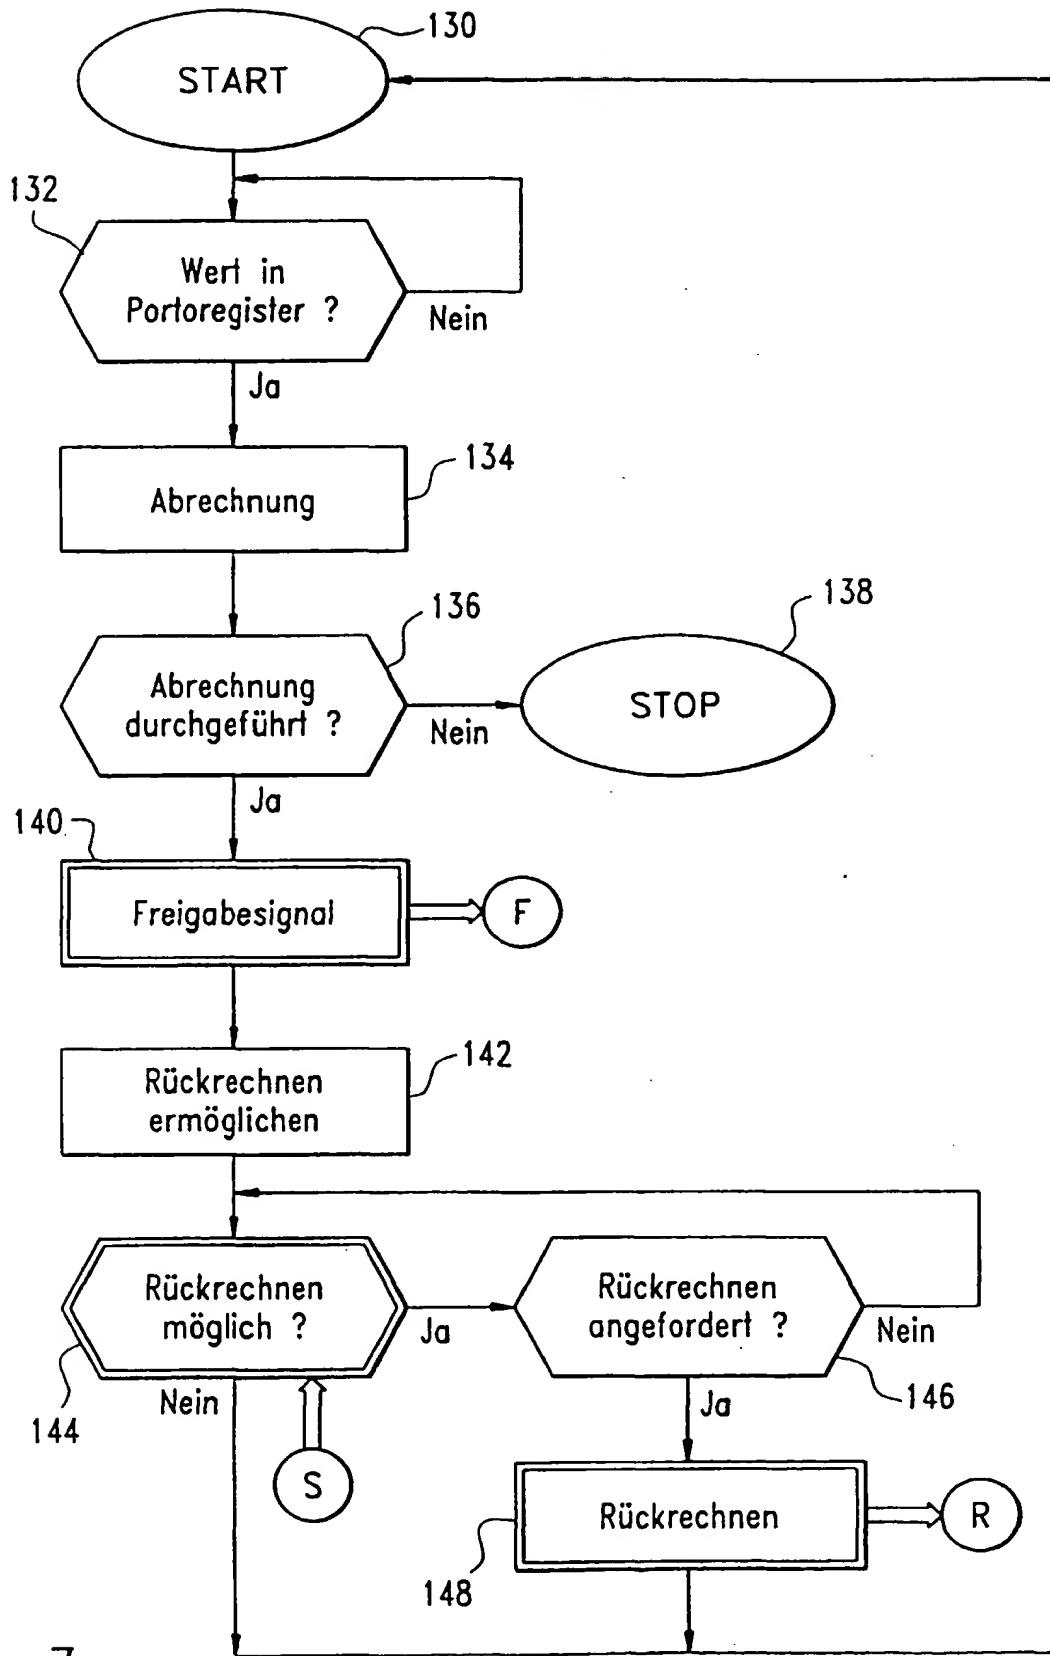 130
START
132
Wert in
Portoregister ?
Nein
Ja
134
Abrechnung
136
138
Abrechnung
durchgeführt ?
Nein
STOP
Ja
140
Freigabesignal
F
142
Rückrechnen
ermöglichen
Rückrechnen
möglich ?
Ja
Rückrechnen
angefordert ?
Nein
144
Nein
146
Ja
S
Rückrechnen
R
148